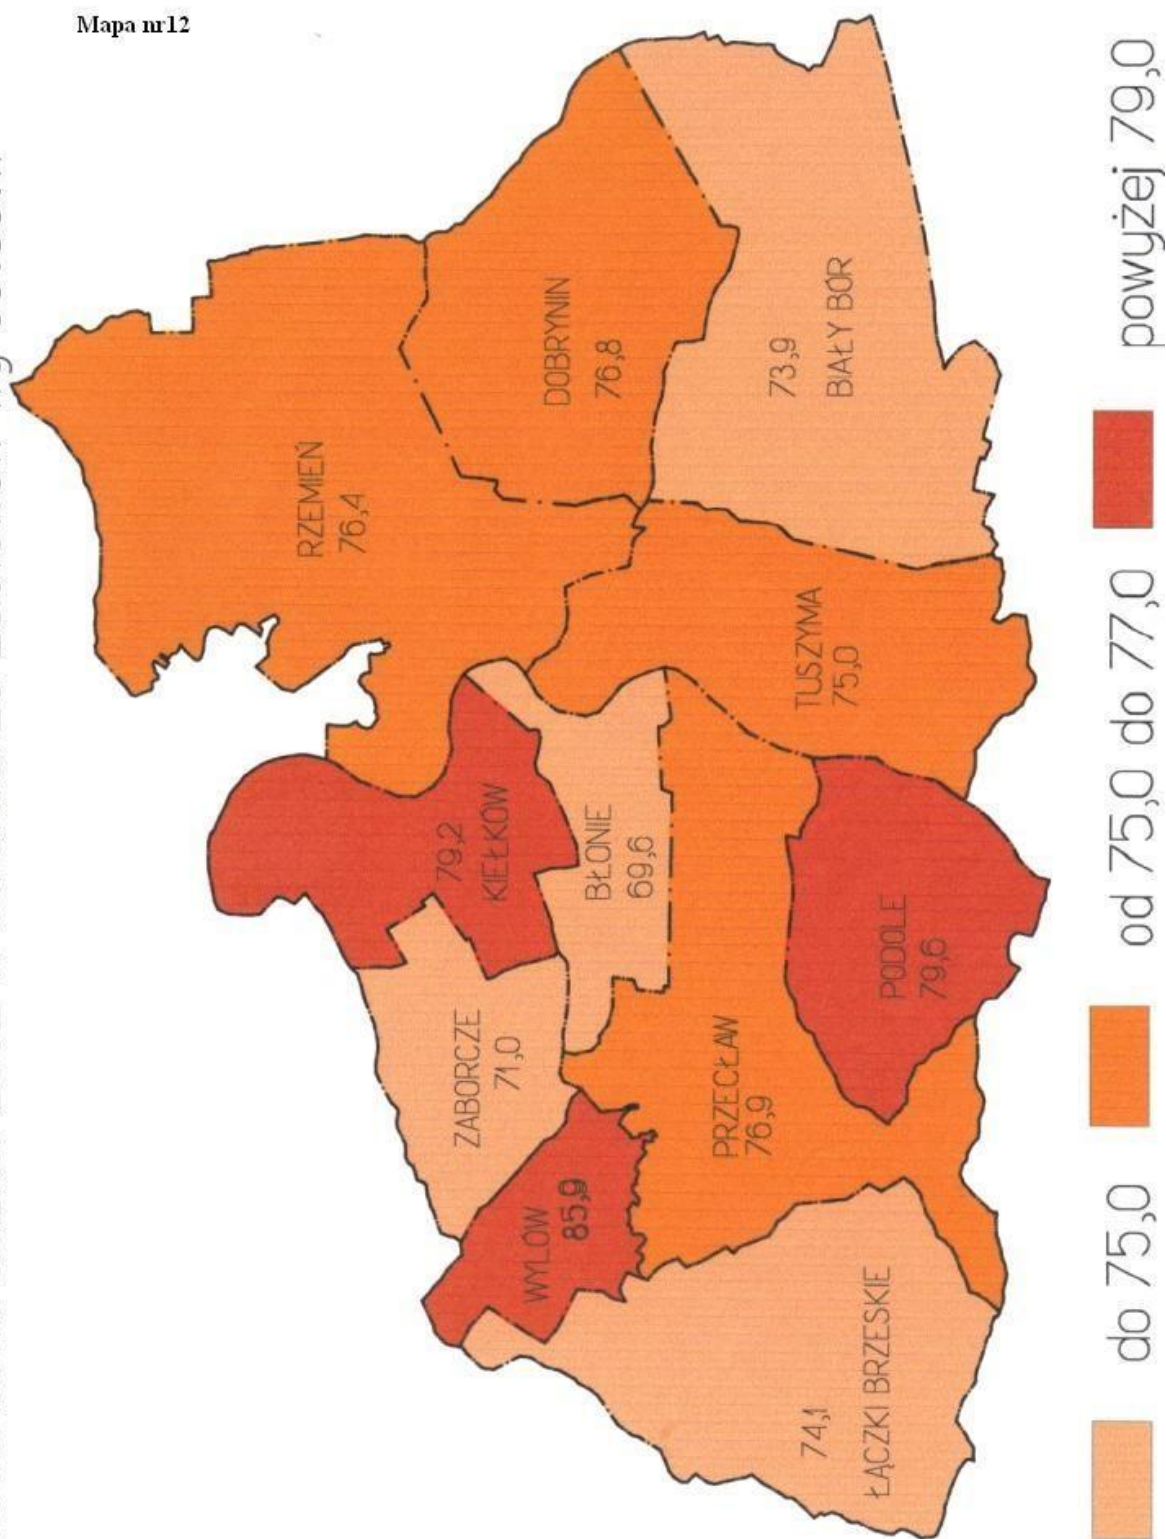 Mapa nr12
RZEMIEŃ
76,4
DOBRYNIN
76,8
73,9
BIAŁY BÓR
79,2
KIEŁKÓW
BŁONIE
69,6
TUSZYMA
75,0
ZABORCZE
71,0
WYLÓW
85,9
PRZECŁAW
76,9
PODOLE
79,6
74,1
ŁĄCZKI BRZESKIE
do 75,0
od 75,0 do 77,0
powyżej 79,0